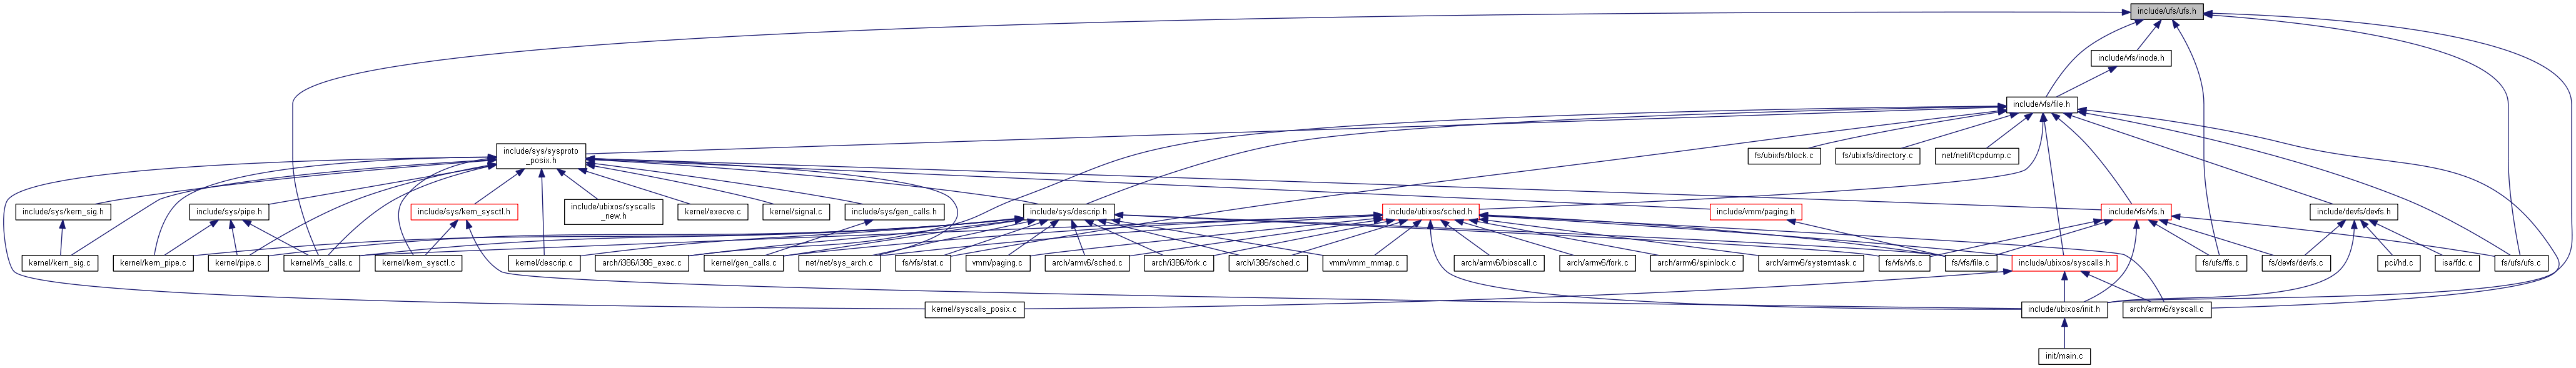 include/ufs/ufs.h
include/vfs/inode.h
include/vfs/file.h
include/sys/sysproto
_posix.h
fs/ubixfs/block.c
fs/ubixfs/directory.c
net/netif/tcpdump.c
include/sys/kern_sig.h
include/sys/pipe.h
include/sys/kern_sysctl.h
include/ubixos/syscalls
_new.h
kernel/execve.c
kernel/signal.c
include/sys/gen_calls.h
include/sys/descrip.h
include/ubixos/sched.h
include/vmm/paging.h
include/vfs/vfs.h
include/devfs/devfs.h
kernel/kern_sig.c
kernel/kern_pipe.c
kernel/pipe.c
kernel/vfs_calls.c
kernel/kern_sysctl.c
kernel/descrip.c
arch/i386/i386_exec.c
kernel/gen_calls.c
net/net/sys_arch.c
fs/vfs/stat.c
vmm/paging.c
arch/armv6/sched.c
arch/i386/fork.c
arch/i386/sched.c
vmm/vmm_mmap.c
arch/armv6/bioscall.c
arch/armv6/fork.c
arch/armv6/spinlock.c
arch/armv6/systemtask.c
fs/vfs/vfs.c
fs/vfs/file.c
include/ubixos/syscalls.h
fs/ufs/ffs.c
fs/devfs/devfs.c
pci/hd.c
isa/fdc.c
fs/ufs/ufs.c
kernel/syscalls_posix.c
include/ubixos/init.h
arch/armv6/syscall.c
init/main.c